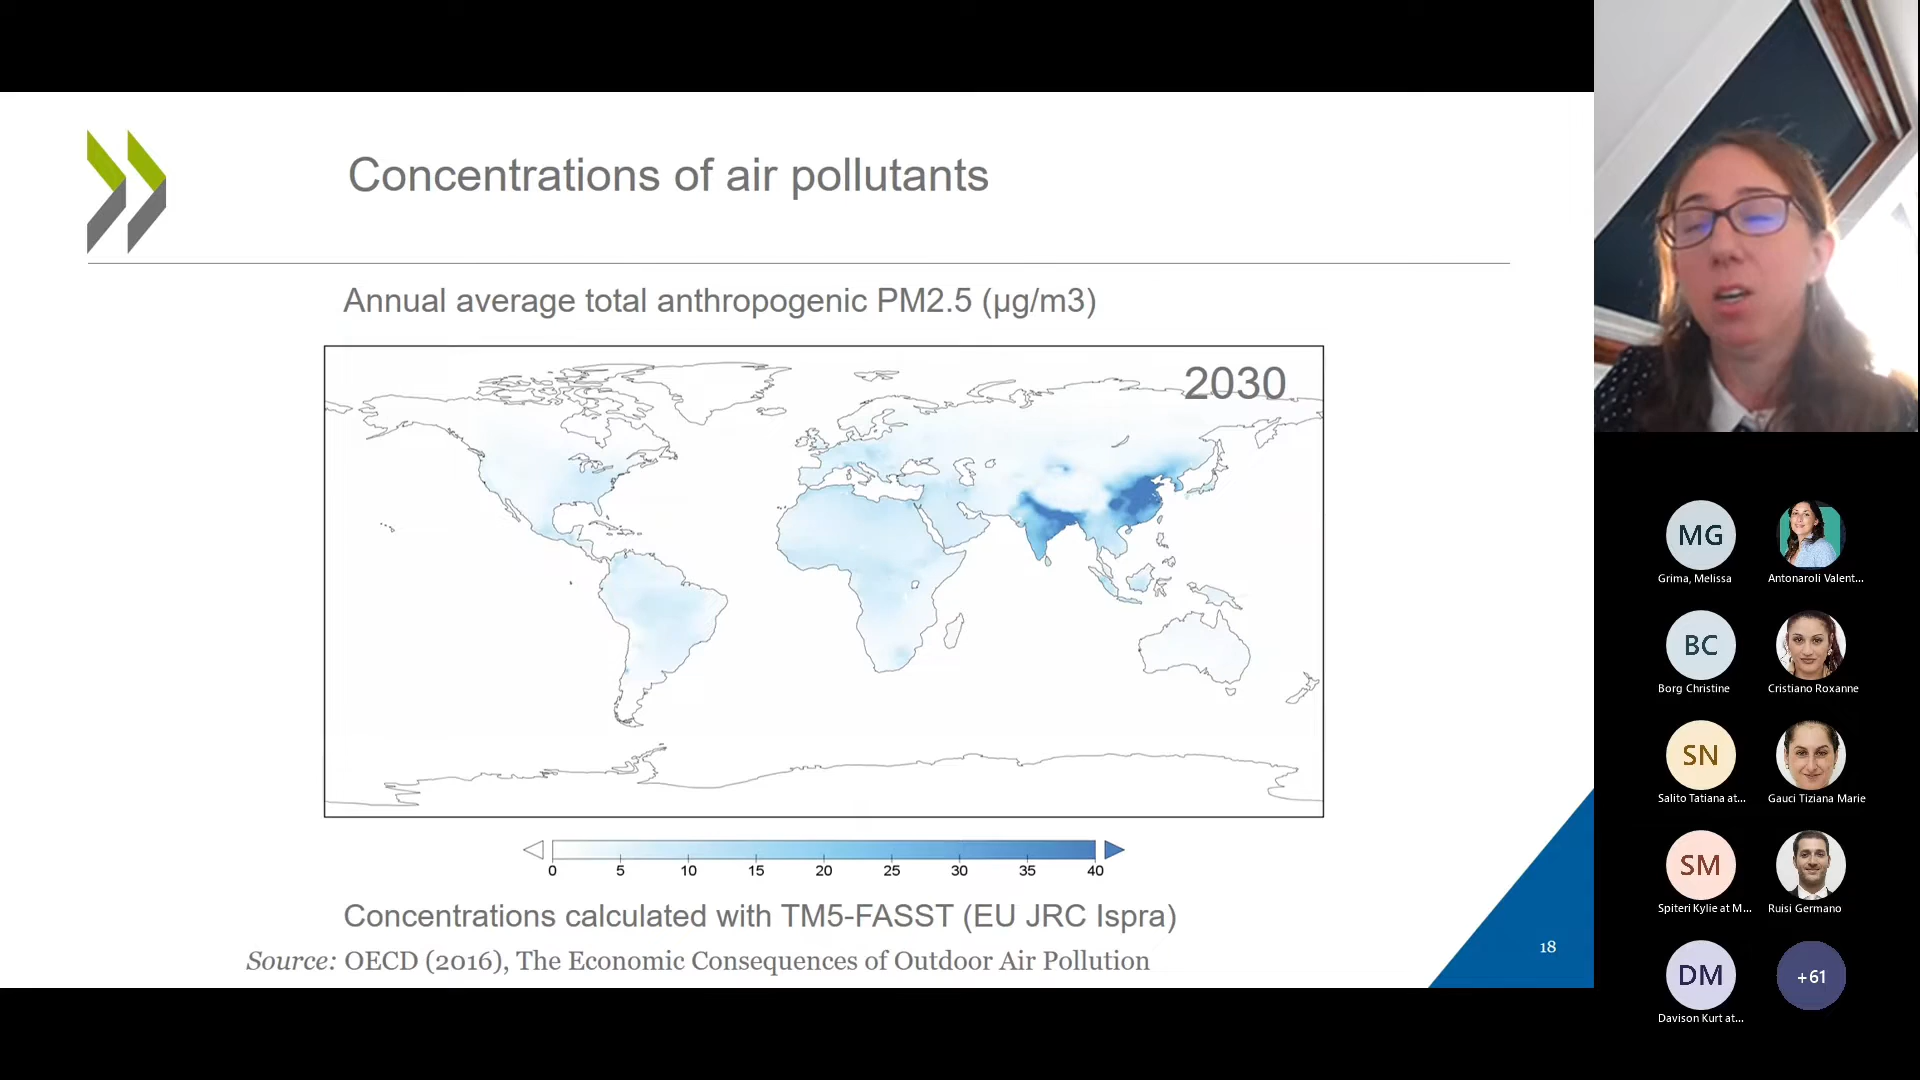 Concentrations of air pollutants
Annual average total anthropogenic PM2.5 (µg/m3)
2030
0 5 10 15 20 25 30 35 40
Concentrations calculated with TM5-FASST (EU JRC Ispra)
Source: OECD (2016), The Economic Consequences of Outdoor Air Pollution
18
MG
Grima, Melissa
Antonaroli Valent...
BC
Borg Christine
Cristiano Roxanne
SN
Salito Tatiana at...
Gauci Tiziana Marie
SM
Spiteri Kylie at M...
Ruisi Germano
DM
Davison Kurt at...
+61